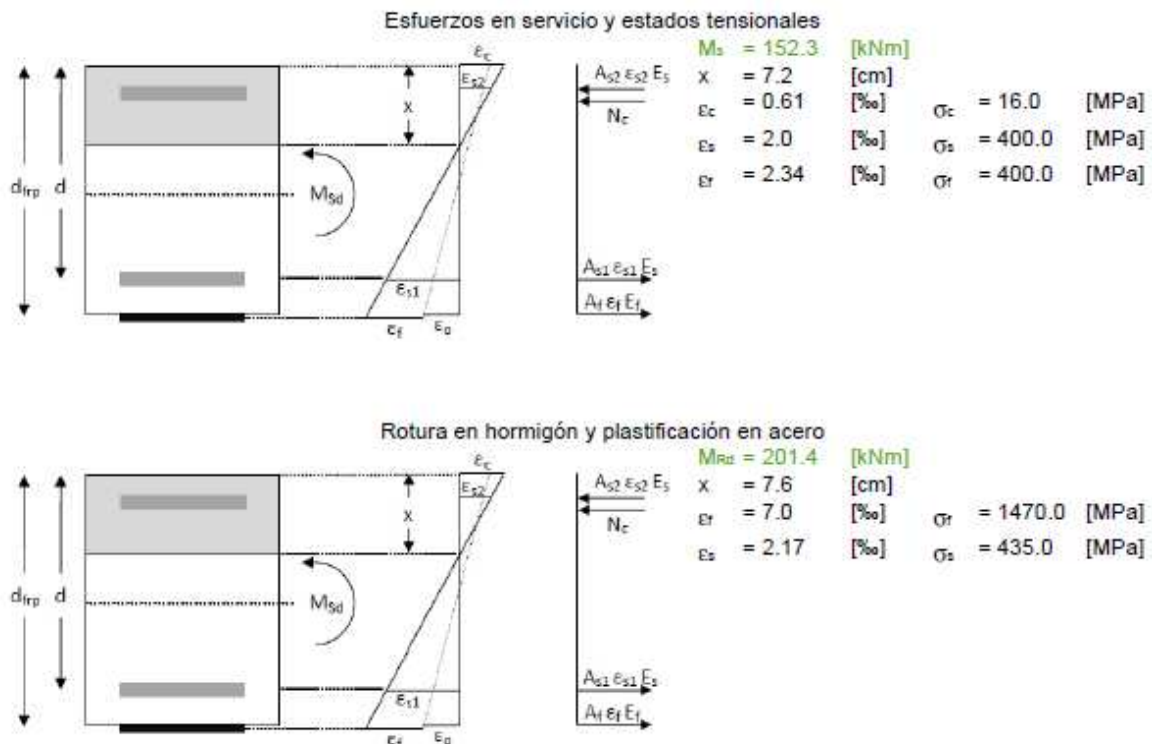 Esfuerzos en servicio y estados tensionales
Ms = 152.3 [kNm]
x = 7.2 [cm]
εc = 0.61 [‰] σc = 16.0 [MPa]
εs = 2.0 [‰] σs = 400.0 [MPa]
εf = 2.34 [‰] σf = 400.0 [MPa]
εc
εs2
As2 εs2 Es
Nc
x
dfrp d
MSd
εs1
As1 εs1 Es
Af εf Ef
εf εo
Rotura en hormigón y plastificación en acero
MRd = 201.4 [kNm]
x = 7.6 [cm]
εf = 7.0 [‰] σf = 1470.0 [MPa]
εs = 2.17 [‰] σs = 435.0 [MPa]
εc
εs2
As2 εs2 Es
Nc
x
dfrp d
MSd
εs1
As1 εs1 Es
Af εf Ef
εf εo